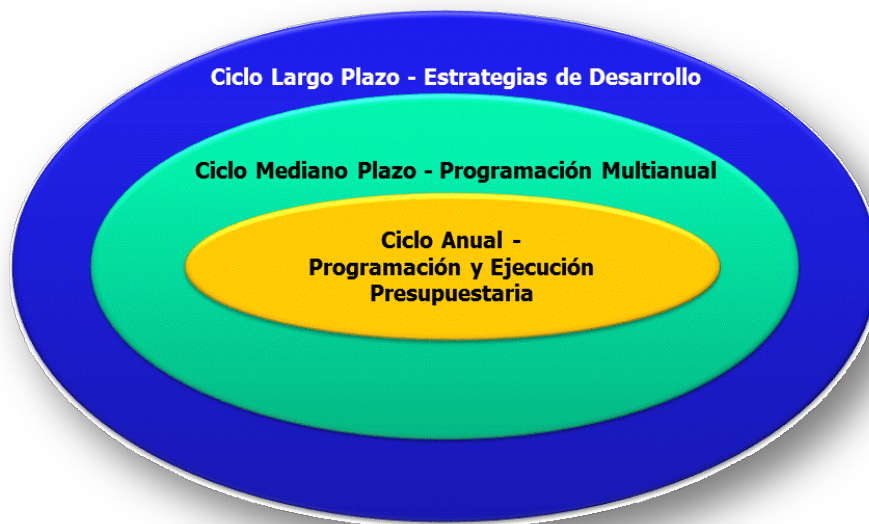 Ciclo Largo Plazo - Estrategias de Desarrollo
Ciclo Mediano Plazo - Programación Multianual
Ciclo Anual -
Programación y Ejecución
Presupuestaria